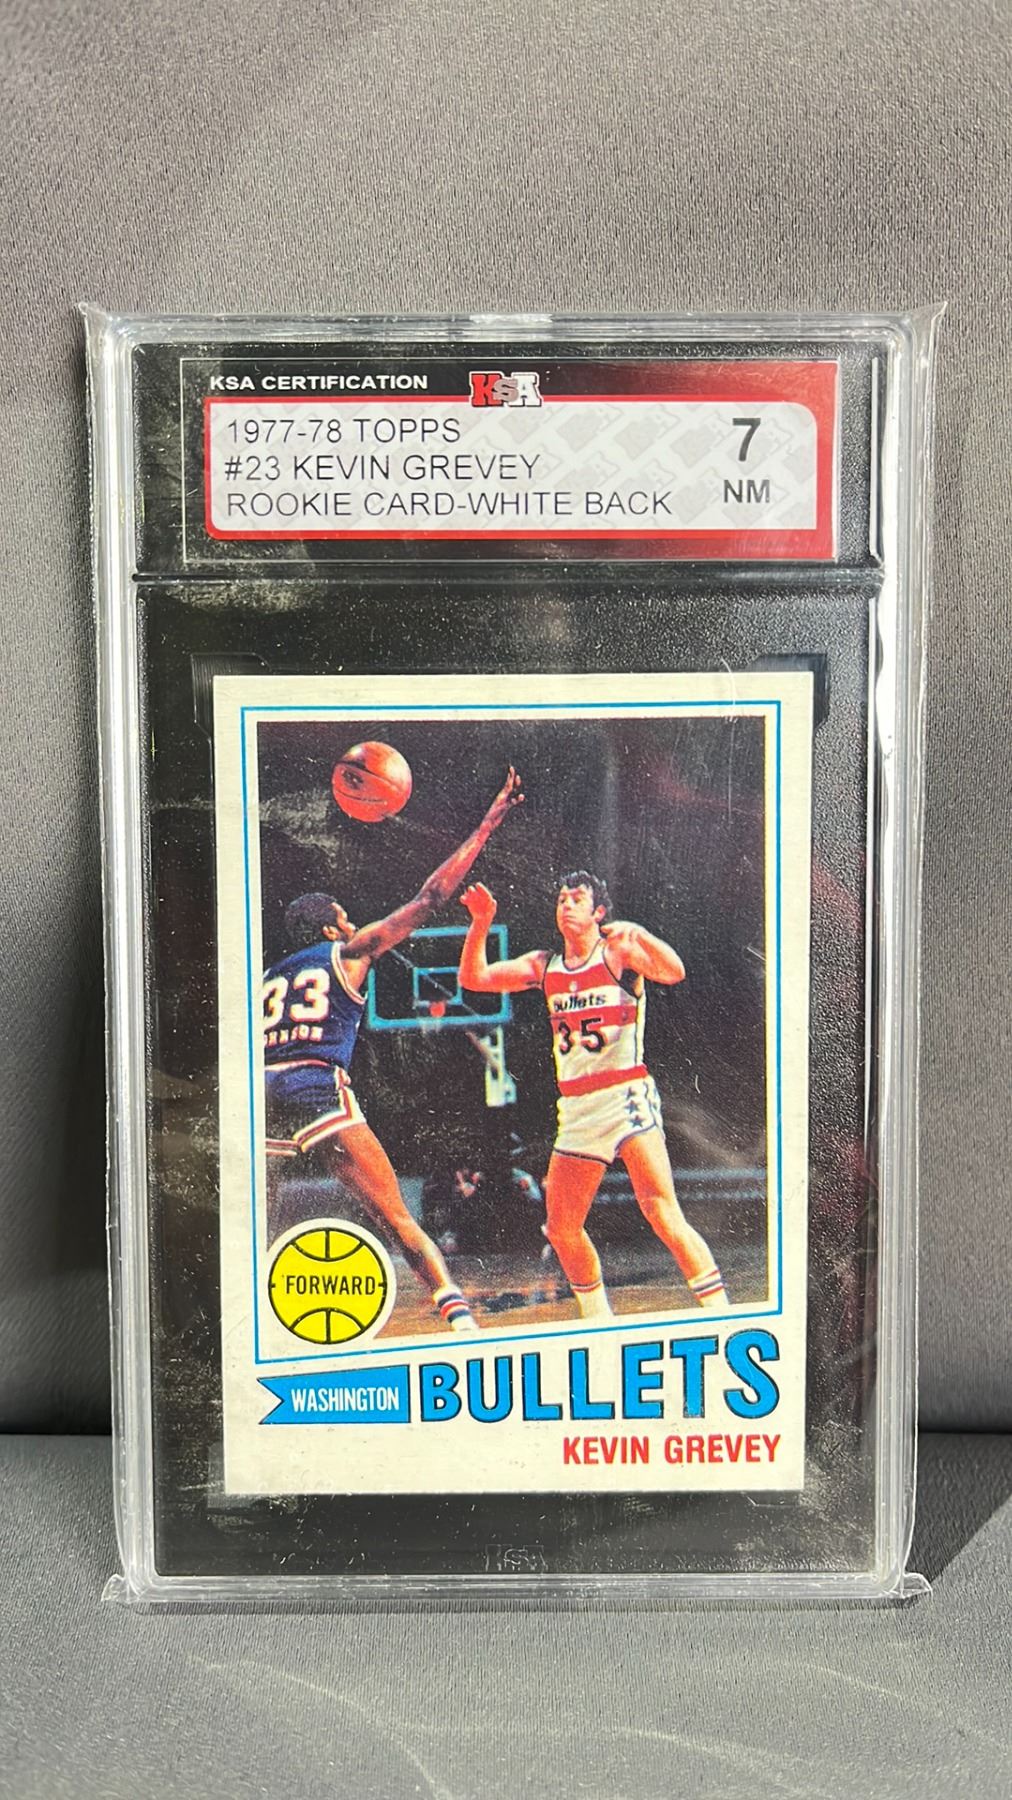 KSA CERTIFICATION
KSA
1977-78 TOPPS
#23 KEVIN GREVEY
ROOKIE CARD-WHITE BACK
7
NM
33
bullets
35
FORWARD
WASHINGTON
BULLETS
KEVIN GREVEY
KSA